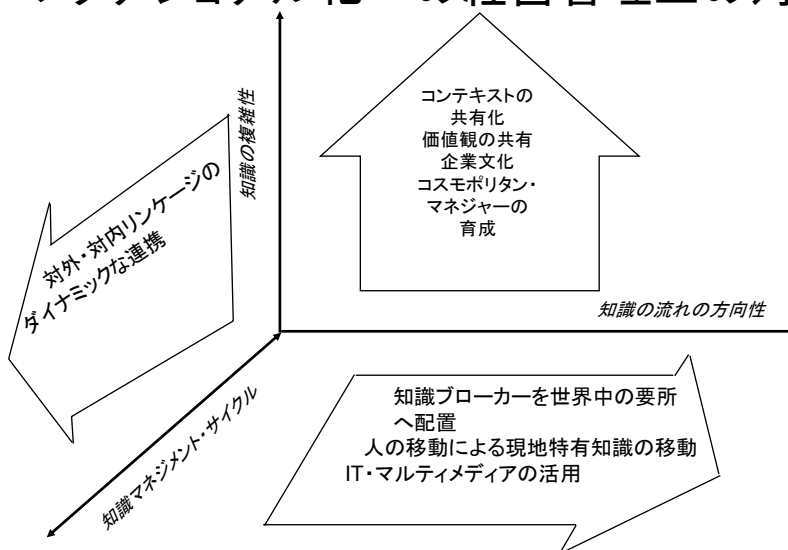 知識の複雑性
コンテキストの
共有化
価値観の共有
企業文化
コスモポリタン・
マネジャーの
育成
対外・対内リンケージの
ダイナミックな連携
知識の流れの方向性
知識マネジメント・サイクル
知識ブローカーを世界中の要所
へ配置
人の移動による現地特有知識の移動
IT・マルティメディアの活用